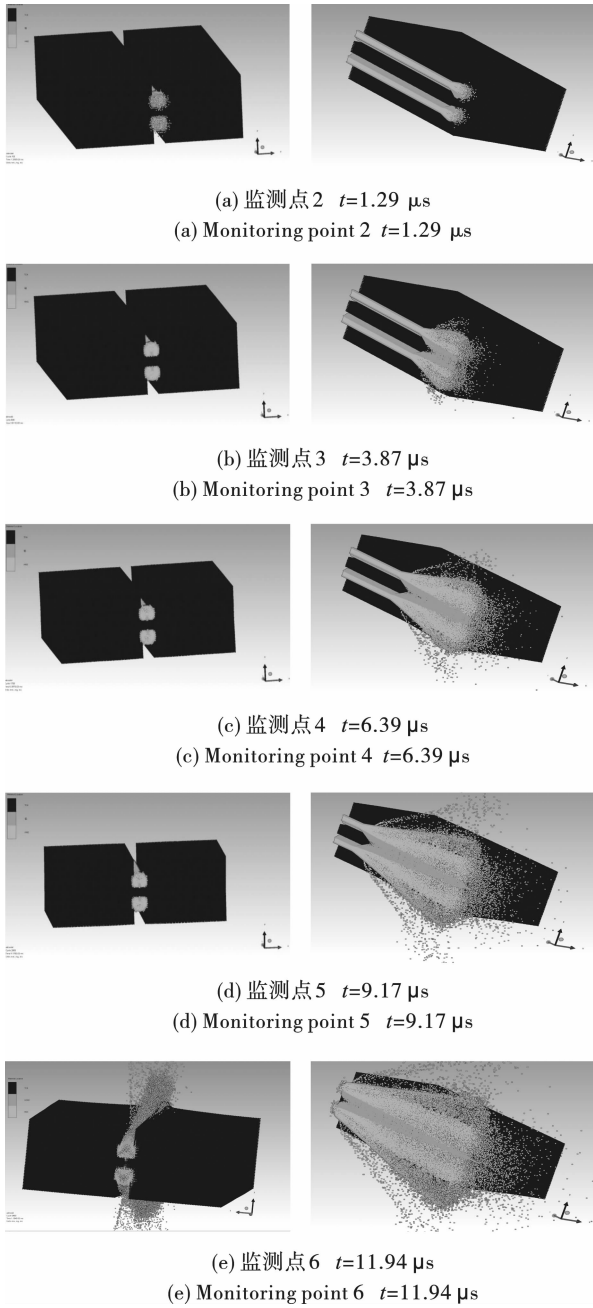 (a) 监测点2 t=1.29 μs
(a) Monitoring point 2 t=1.29 μs
(b) 监测点3 t=3.87 μs
(b) Monitoring point 3 t=3.87 μs
(c) 监测点4 t=6.39 μs
(c) Monitoring point 4 t=6.39 μs
(d) 监测点5 t=9.17 μs
(d) Monitoring point 5 t=9.17 μs
(e) 监测点6 t=11.94 μs
(e) Monitoring point 6 t=11.94 μs